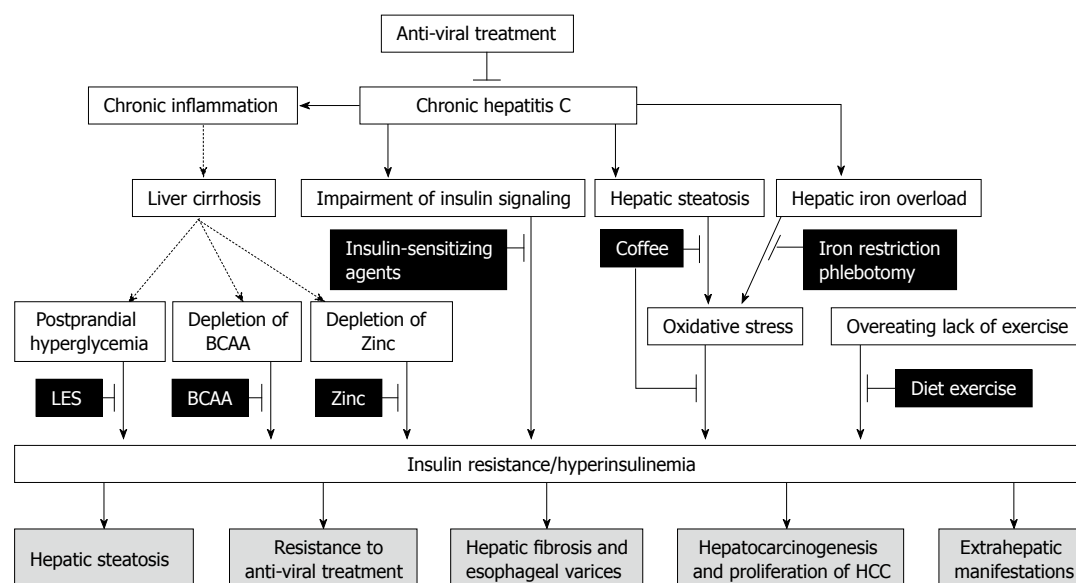 Anti-viral treatment
Chronic inflammation
Chronic hepatitis C
Liver cirrhosis
Impairment of insulin signaling
Hepatic steatosis
Hepatic iron overload
Insulin-sensitizing
agents
Coffee
Iron restriction
phlebotomy
Postprandial
hyperglycemia
Depletion of
BCAA
Depletion of
Zinc
Oxidative stress
Overeating lack of exercise
LES
BCAA
Zinc
Diet exercise
Insulin resistance/hyperinsulinemia
Hepatic steatosis
Resistance to
anti-viral treatment
Hepatic fibrosis and
esophageal varices
Hepatocarcinogenesis
and proliferation of HCC
Extrahepatic
manifestations